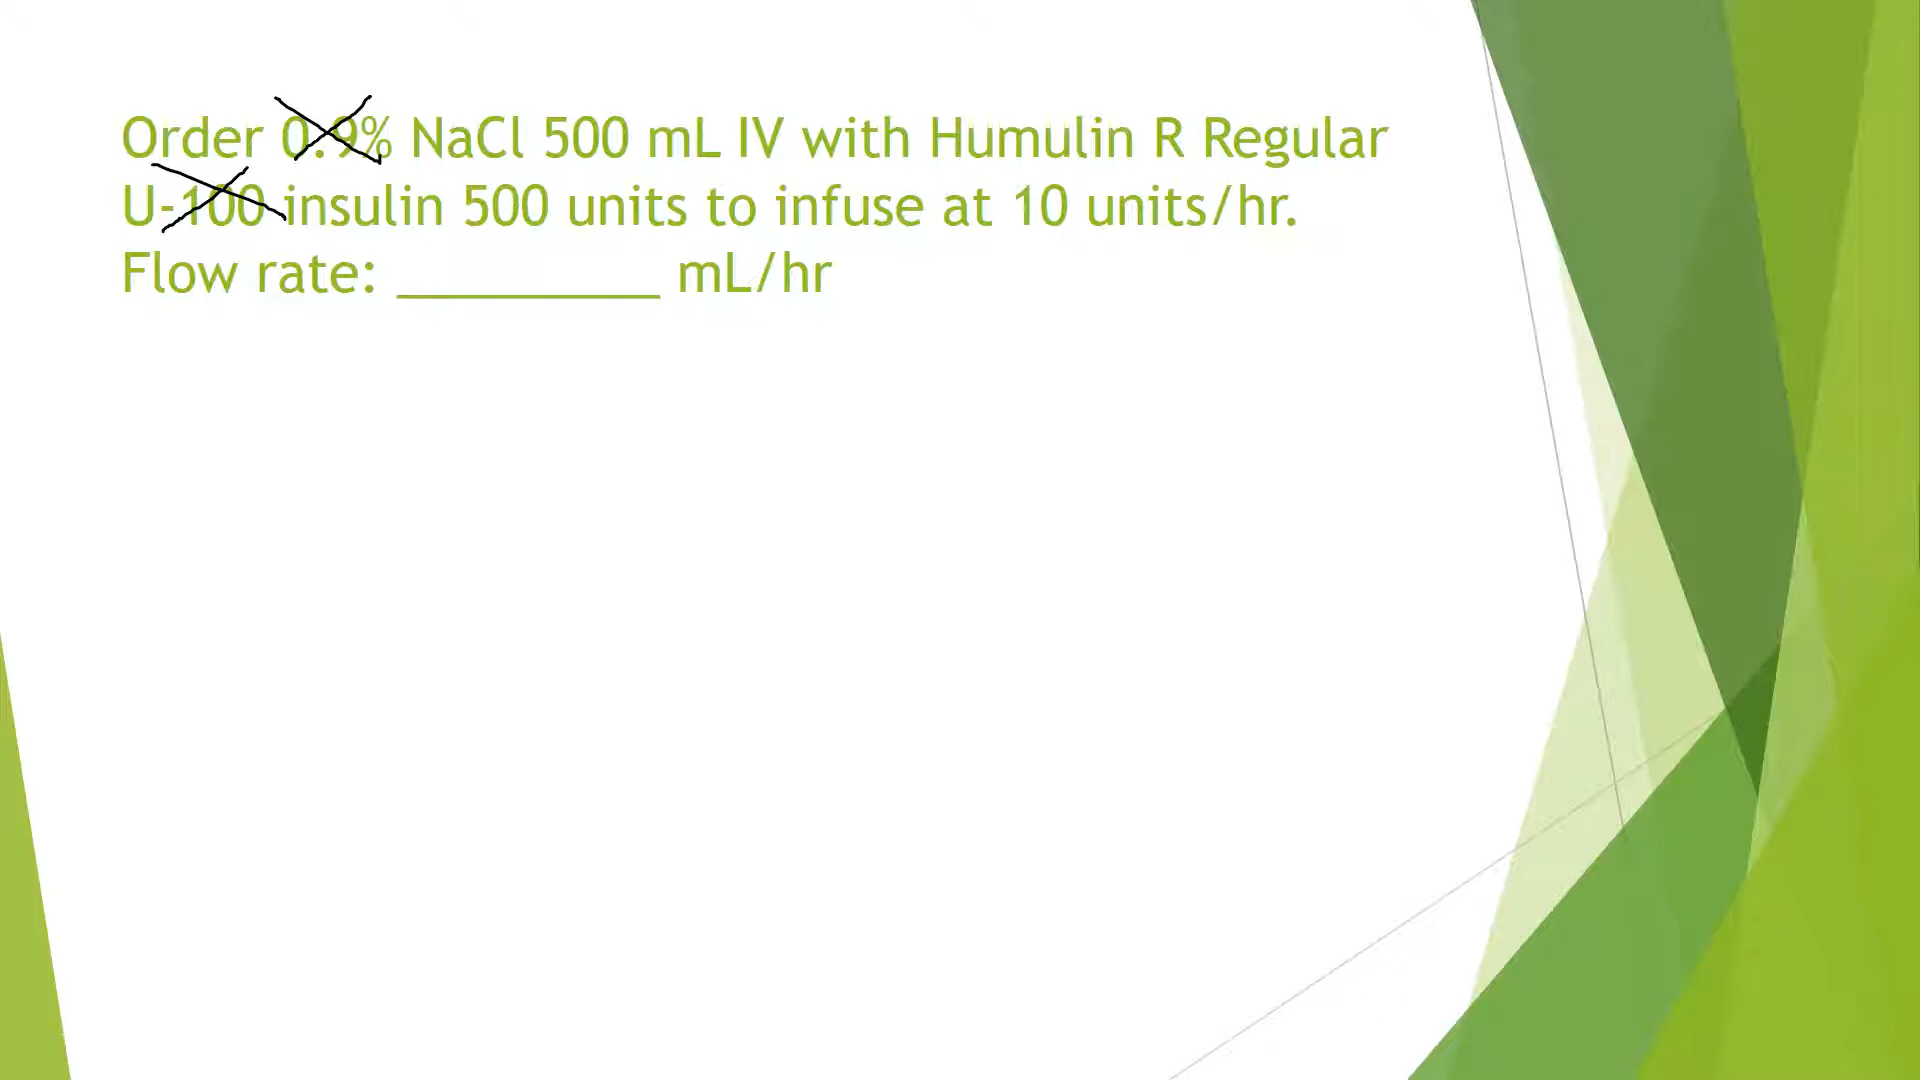 Order 0.9% NaCl 500 mL IV with Humulin R Regular
U-100 insulin 500 units to infuse at 10 units/hr.
Flow rate: _________ mL/hr